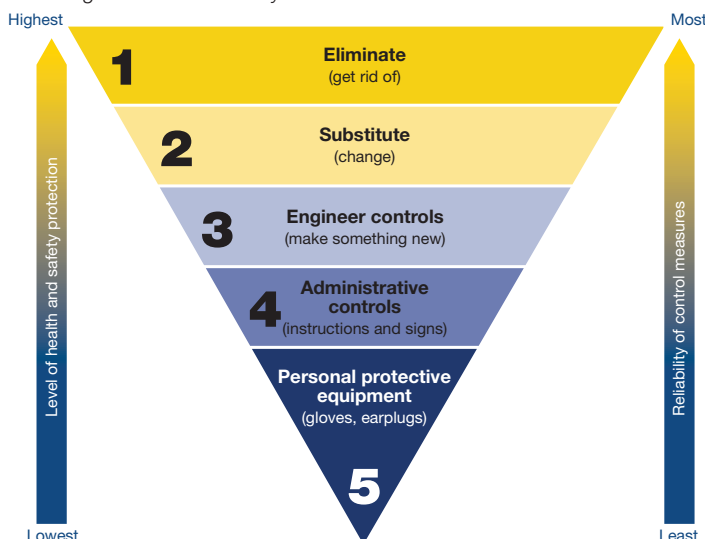 Highest
Most
1
Eliminate
(get rid of)
2
Substitute
(change)
3
Engineer controls
(make something new)
4
Administrative
controls
(instructions and signs)
Personal protective
equipment
(gloves, earplugs)
5
Level of health and safety protection
Reliability of control measures
Lowest
Least